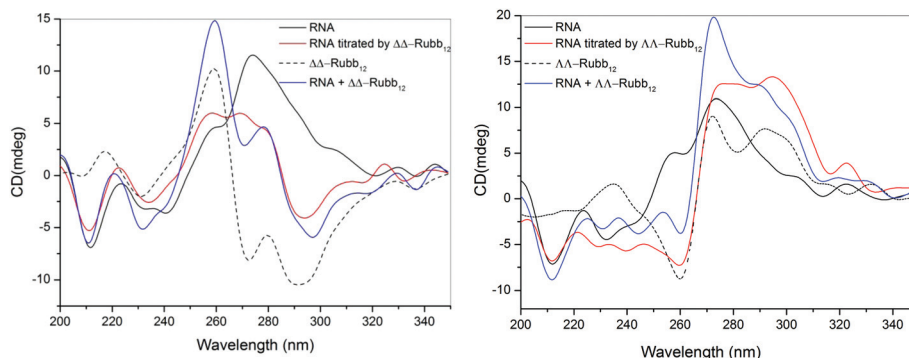 RNA
RNA titrated by ΔΔ–Rubb₁₂
ΔΔ–Rubb₁₂
RNA + ΔΔ–Rubb₁₂
CD(mdeg)
15
10
5
0
-5
-10
200 220 240 260 280 300 320 340
Wavelength (nm)
RNA
RNA titrated by ΛΛ–Rubb₁₂
ΛΛ–Rubb₁₂
RNA + ΛΛ–Rubb₁₂
CD(mdeg)
20
15
10
5
0
-5
-10
200 220 240 260 280 300 320 340
Wavelength (nm)